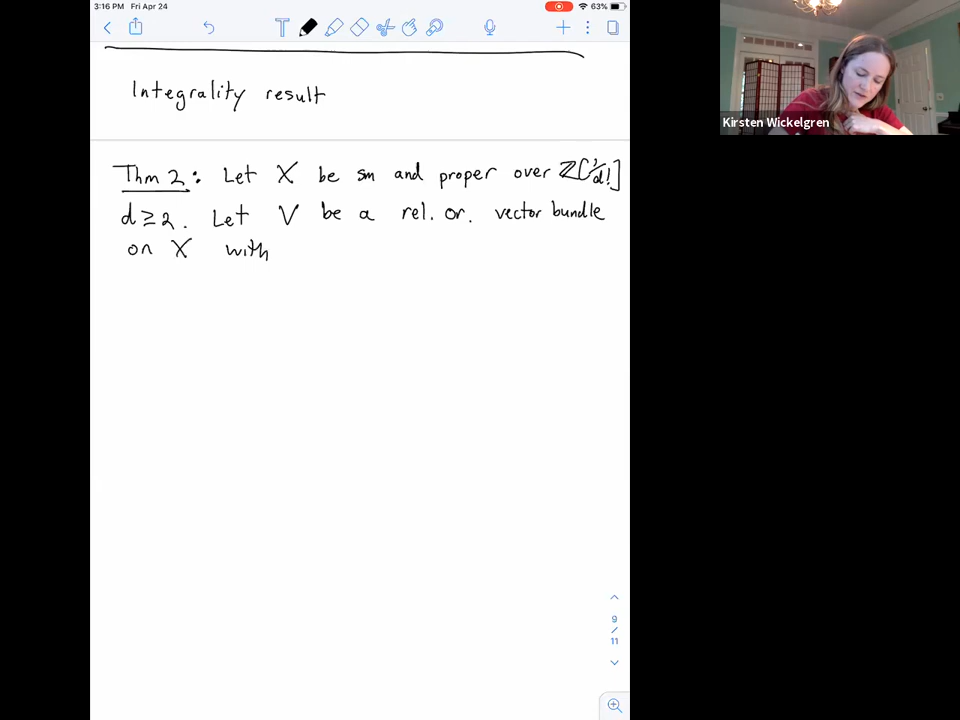 3:16 PM Fri Apr 24
63%
Integrality result
Thm 2: Let X be sm and proper over ℤ[1/d!]
d ≥ 2. Let V be a rel. or. vector bundle
on X with
9
/
11
Kirsten Wickelgren